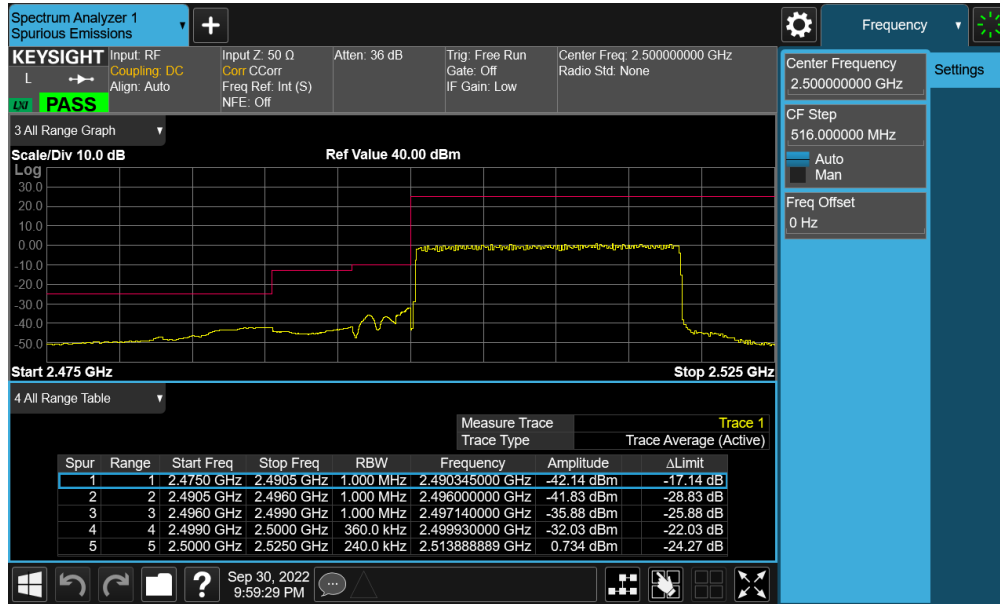 Spectrum Analyzer 1
Spurious Emissions
+
Frequency
KEYSIGHT
L
LXI PASS
Input: RF
Coupling: DC
Align: Auto
Input Z: 50 Ω
Corr CCorr
Freq Ref: Int (S)
NFE: Off
Atten: 36 dB
Trig: Free Run
Gate: Off
IF Gain: Low
Center Freq: 2.500000000 GHz
Radio Std: None
Center Frequency
2.500000000 GHz
Settings
CF Step
516.000000 MHz
Auto
Man
Freq Offset
0 Hz
3 All Range Graph
Scale/Div 10.0 dB
Ref Value 40.00 dBm
Log
30.0
20.0
10.0
0.00
-10.0
-20.0
-30.0
-40.0
-50.0
Start 2.475 GHz
Stop 2.525 GHz
4 All Range Table
Measure Trace Trace 1
Trace Type Trace Average (Active)
Spur Range Start Freq Stop Freq RBW Frequency Amplitude ΔLimit
1 1 2.4750 GHz 2.4905 GHz 1.000 MHz 2.490345000 GHz -42.14 dBm -17.14 dB
2 2 2.4905 GHz 2.4960 GHz 1.000 MHz 2.496000000 GHz -41.83 dBm -28.83 dB
3 3 2.4960 GHz 2.4990 GHz 1.000 MHz 2.497140000 GHz -35.88 dBm -25.88 dB
4 4 2.4990 GHz 2.5000 GHz 360.0 kHz 2.499930000 GHz -32.03 dBm -22.03 dB
5 5 2.5000 GHz 2.5250 GHz 240.0 kHz 2.513888889 GHz 0.734 dBm -24.27 dB
?
Sep 30, 2022
9:59:29 PM